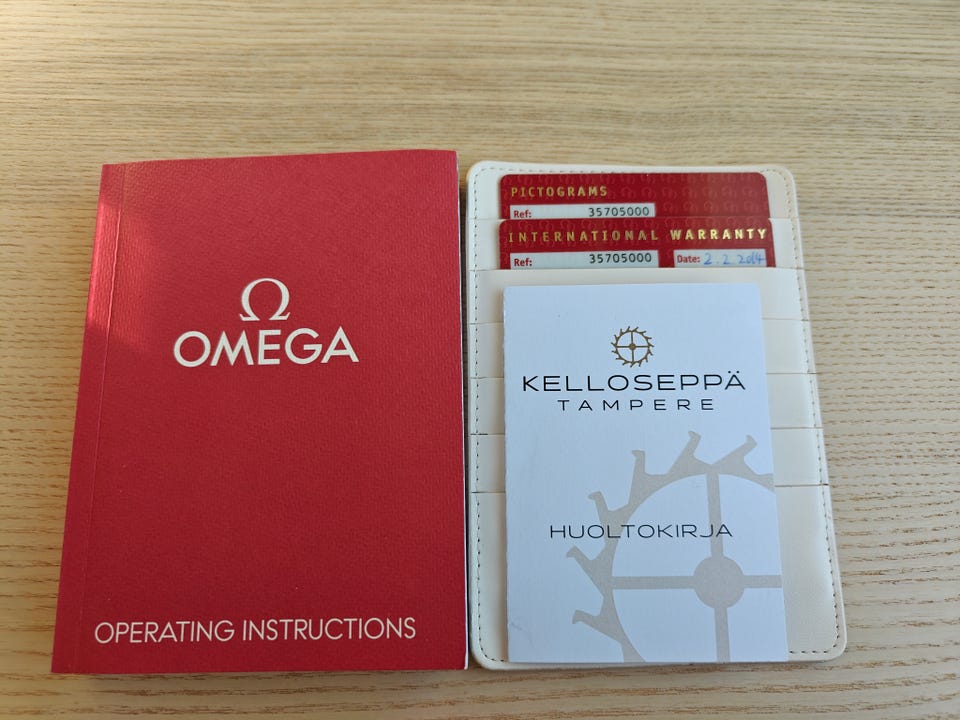 Ω
OMEGA
OPERATING INSTRUCTIONS
PICTOGRAMS
Ref: 35705000
INTERNATIONAL WARRANTY
Ref: 35705000 Date: 2.2.2014
KELLOSEPPÄ
TAMPERE
HUOLTOKIRJA